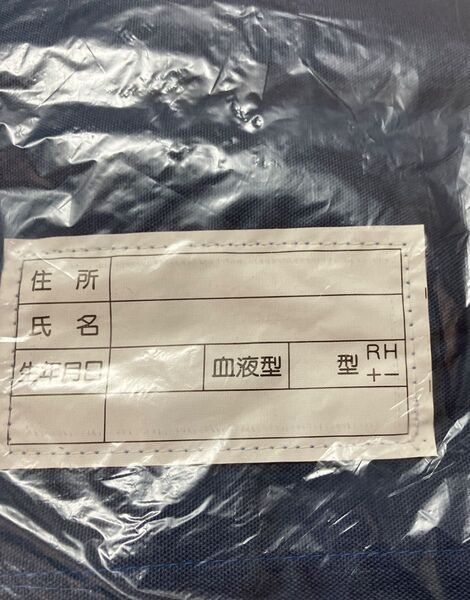 住所
氏名
生年月日 血液型 型 RH
+-